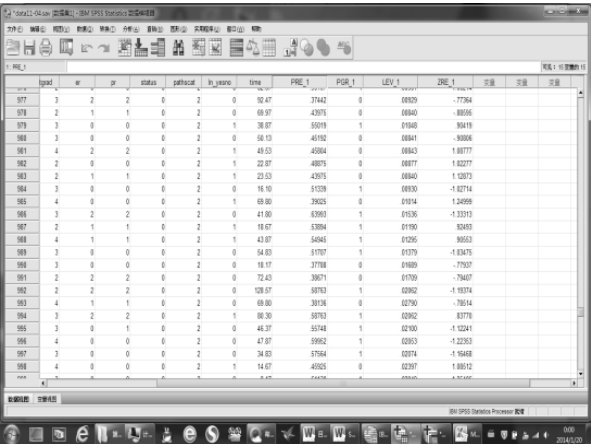 *data11-04.sav [数据集1] - IBM SPSS Statistics 数据编辑器
文件(F) 编辑(E) 视图(V) 数据(D) 转换(T) 分析(A) 直销(M) 图形(G) 实用程序(U) 窗口(W) 帮助
1 : PRE_1
tgrad er pr status pathscat ln_yesno time PRE_1 PGR_1 LEV_1 ZRE_1 变量 变量 变量
977 3 2 2 0 2 0 92.47 .37442 0 .00929 -.77364
978 2 1 1 0 2 0 69.97 .43975 0 .00840 -.88595
979 3 0 0 0 2 1 38.87 .55019 1 .01048 .90419
980 3 0 0 0 2 0 50.13 .45192 0 .00841 -.90806
981 4 2 2 0 2 1 49.53 .45804 0 .00843 1.08777
982 2 0 0 0 2 1 22.87 .48875 0 .00877 1.02277
983 2 1 1 0 2 1 23.53 .43975 0 .00840 1.12873
984 3 0 0 0 2 0 16.10 .51339 1 .00930 -1.02714
985 4 0 0 0 2 1 69.80 .39025 0 .01014 1.24999
986 3 2 2 0 2 0 41.80 .63993 1 .01536 -1.33313
987 2 1 1 0 2 1 18.67 .53894 1 .01190 .92493
988 4 1 1 0 2 1 43.87 .54945 1 .01295 .90553
989 3 0 0 0 2 0 54.83 .51707 1 .01379 -1.03475
990 3 0 0 0 2 0 18.17 .37788 0 .01689 -.77937
991 2 2 2 0 2 0 72.43 .38671 0 .01709 -.79407
992 2 2 2 0 2 0 128.57 .58763 1 .02062 -1.19374
993 4 1 1 0 2 0 69.80 .38136 0 .02790 -.78514
994 3 2 2 0 2 1 80.30 .58763 1 .02062 .83770
995 3 0 1 0 2 0 46.37 .55748 1 .02100 -1.12241
996 4 0 0 0 2 0 47.87 .59952 1 .02053 -1.22353
997 3 0 0 0 2 0 34.83 .57564 1 .02074 -1.16468
998 4 0 1 0 2 1 14.67 .45925 0 .02397 1.08512
数据视图 变量视图
IBM SPSS Statistics Processor 就绪
0:00
2014/1/20